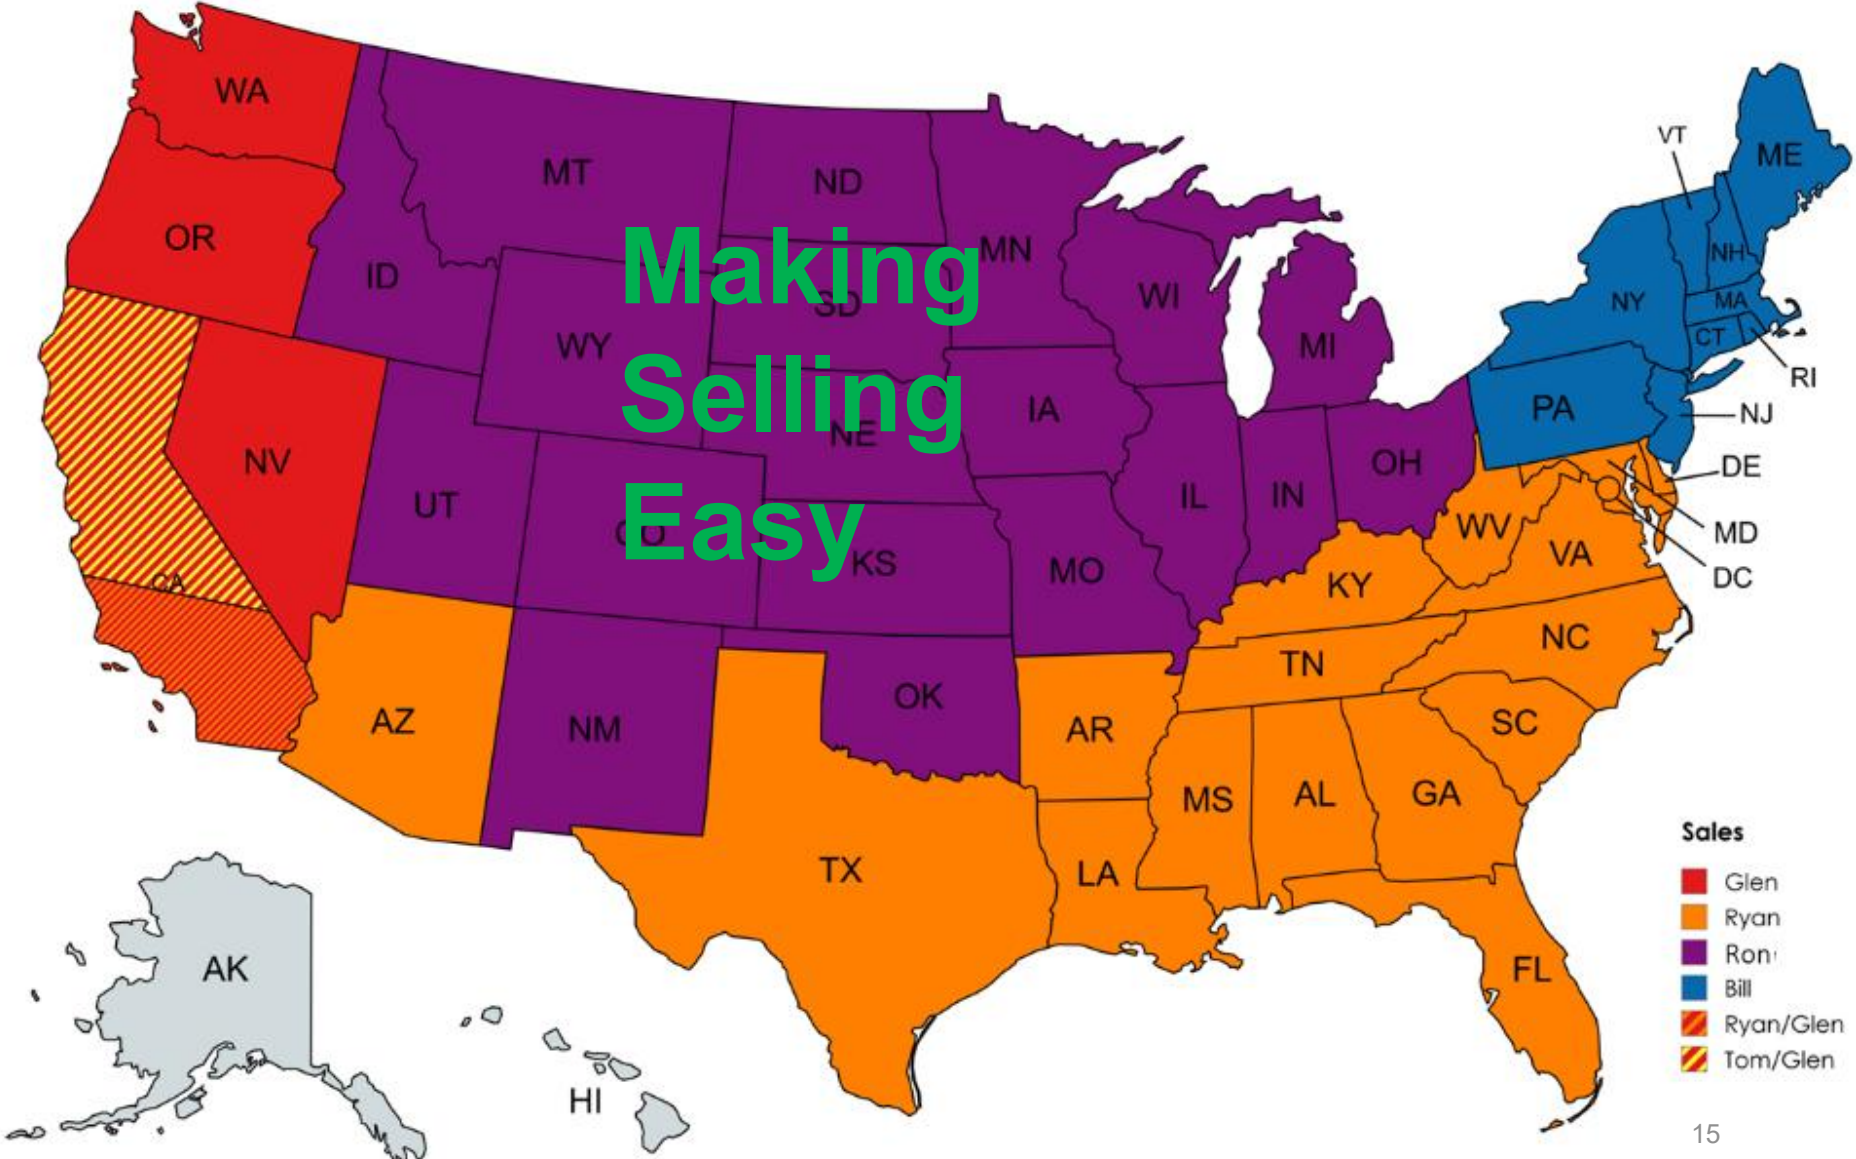 WA
MT
ND
VT
ME
OR
ID
MN
Making
SD
WI
NH
NY
MA
WY
MI
CT
RI
Selling
IA
PA
NJ
NE
NV
UT
IL
IN
OH
DE
CO
Easy
KS
MO
WV
VA
MD
DC
CA
KY
NC
TN
AZ
NM
OK
AR
SC
MS
AL
GA
TX
LA
FL
AK
HI
Sales
Glen
Ryan
Ron
Bill
Ryan/Glen
Tom/Glen
15